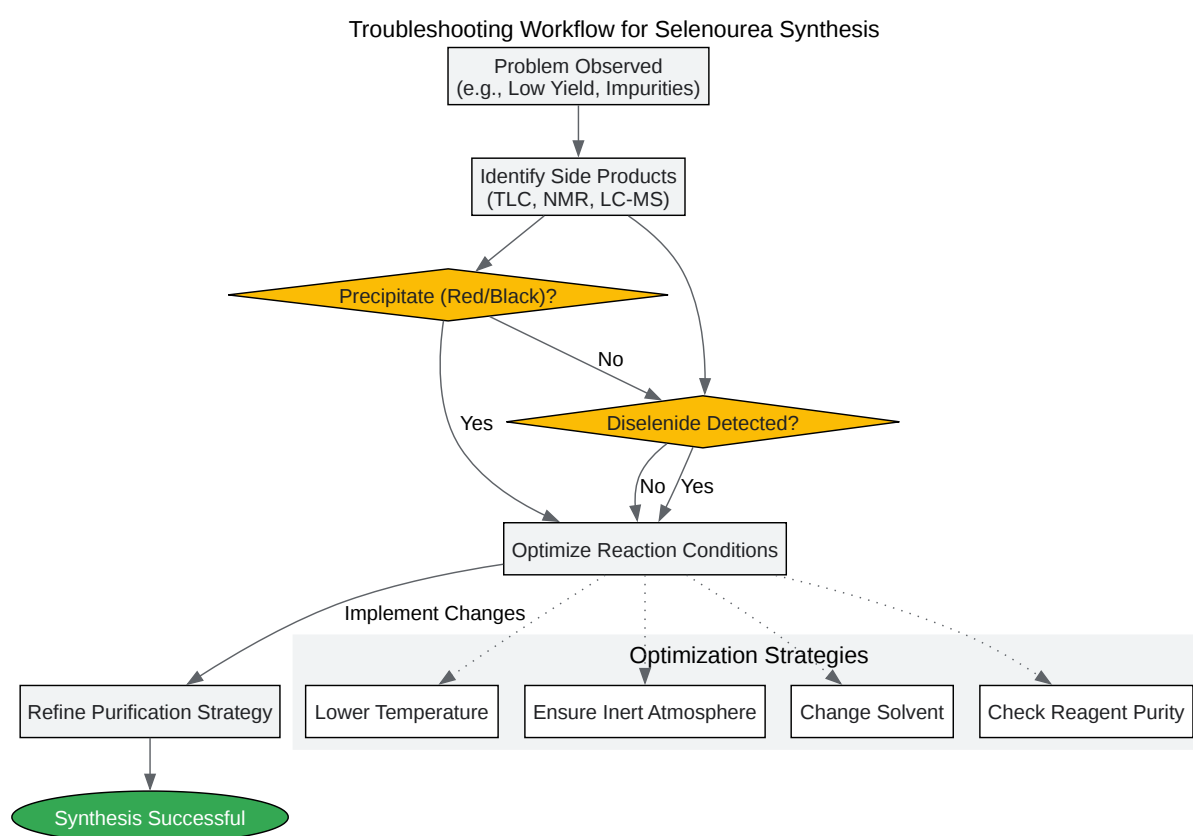 Troubleshooting Workflow for Selenourea Synthesis
Problem Observed
(e.g., Low Yield, Impurities)
Identify Side Products
(TLC, NMR, LC-MS)
Precipitate (Red/Black)?
No
Yes
Diselenide Detected?
No
Yes
Optimize Reaction Conditions
Implement Changes
Optimization Strategies
Refine Purification Strategy
Lower Temperature
Ensure Inert Atmosphere
Change Solvent
Check Reagent Purity
Synthesis Successful